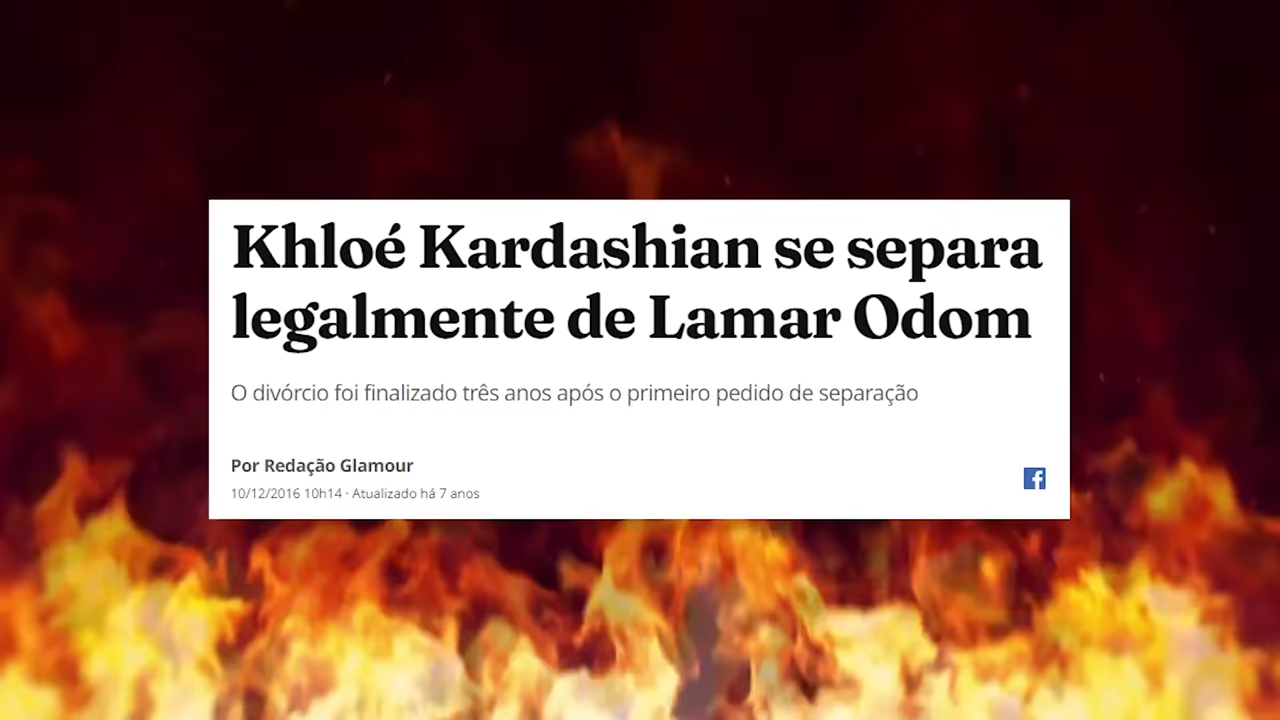 Khloé Kardashian se separa
legalmente de Lamar Odom
O divórcio foi finalizado três anos após o primeiro pedido de separação
Por Redação Glamour
10/12/2016 10h14 · Atualizado há 7 anos